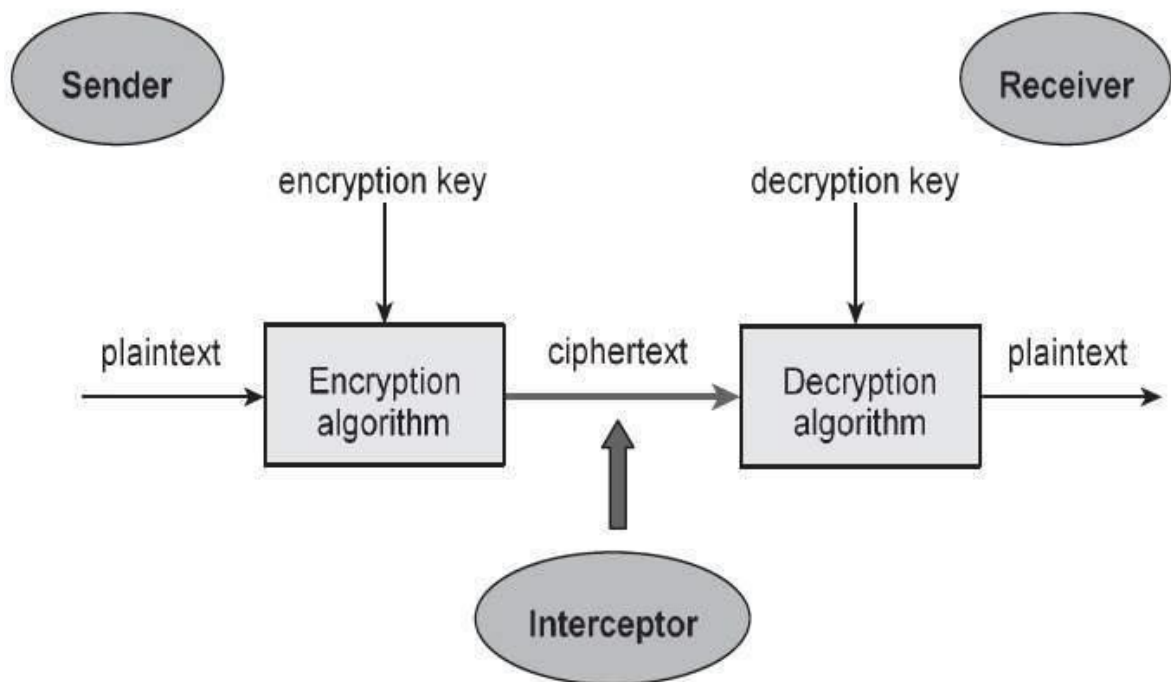 Sender
Receiver
encryption key
decryption key
plaintext
ciphertext
plaintext
Encryption
algorithm
Decryption
algorithm
Interceptor